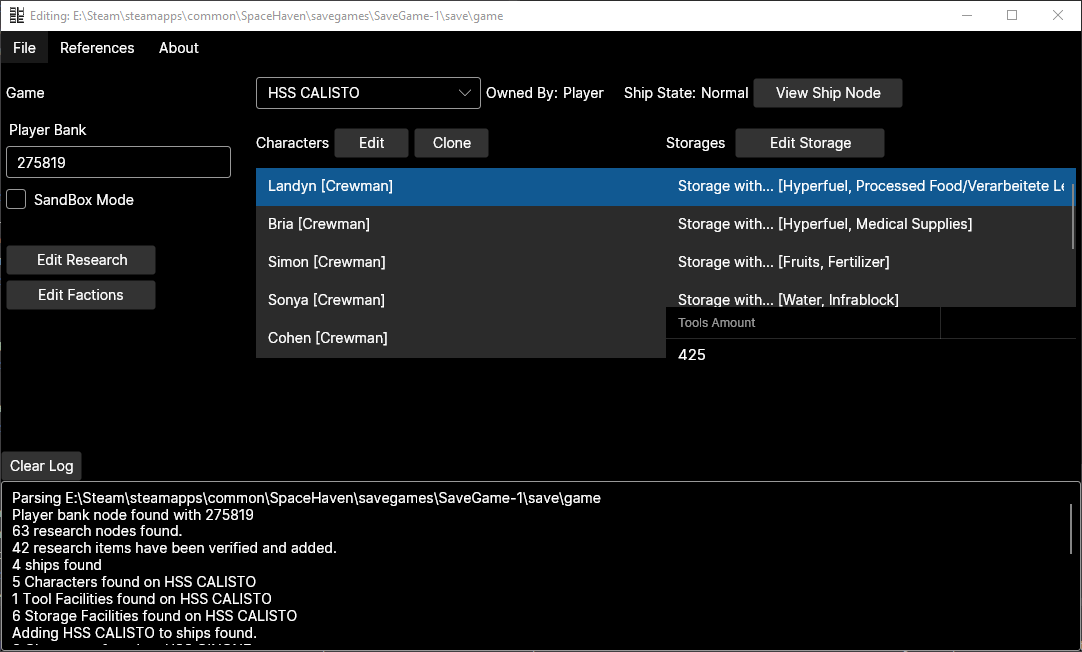 Editing: E:\Steam\steamapps\common\SpaceHaven\savegames\SaveGame-1\save\game
File References About
Game
HSS CALISTO
Owned By: Player
Ship State: Normal
View Ship Node
Player Bank
275819
SandBox Mode
Edit Research
Edit Factions
Characters
Edit
Clone
Landyn [Crewman]
Bria [Crewman]
Simon [Crewman]
Sonya [Crewman]
Cohen [Crewman]
Storages
Edit Storage
Storage with... [Hyperfuel, Processed Food/Verarbeitete Le
Storage with... [Hyperfuel, Medical Supplies]
Storage with... [Fruits, Fertilizer]
Storage with... [Water, Infrablock]
Tools Amount
425
Clear Log
Parsing E:\Steam\steamapps\common\SpaceHaven\savegames\SaveGame-1\save\game
Player bank node found with 275819
63 research nodes found.
42 research items have been verified and added.
4 ships found
5 Characters found on HSS CALISTO
1 Tool Facilities found on HSS CALISTO
6 Storage Facilities found on HSS CALISTO
Adding HSS CALISTO to ships found.